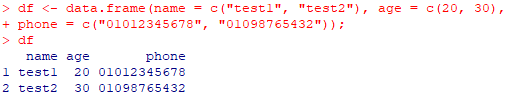 > df <- data.frame(name = c("test1", "test2"), age = c(20, 30),
+ phone = c("01012345678", "01098765432"));
> df
name age phone
1 test1 20 01012345678
2 test2 30 01098765432